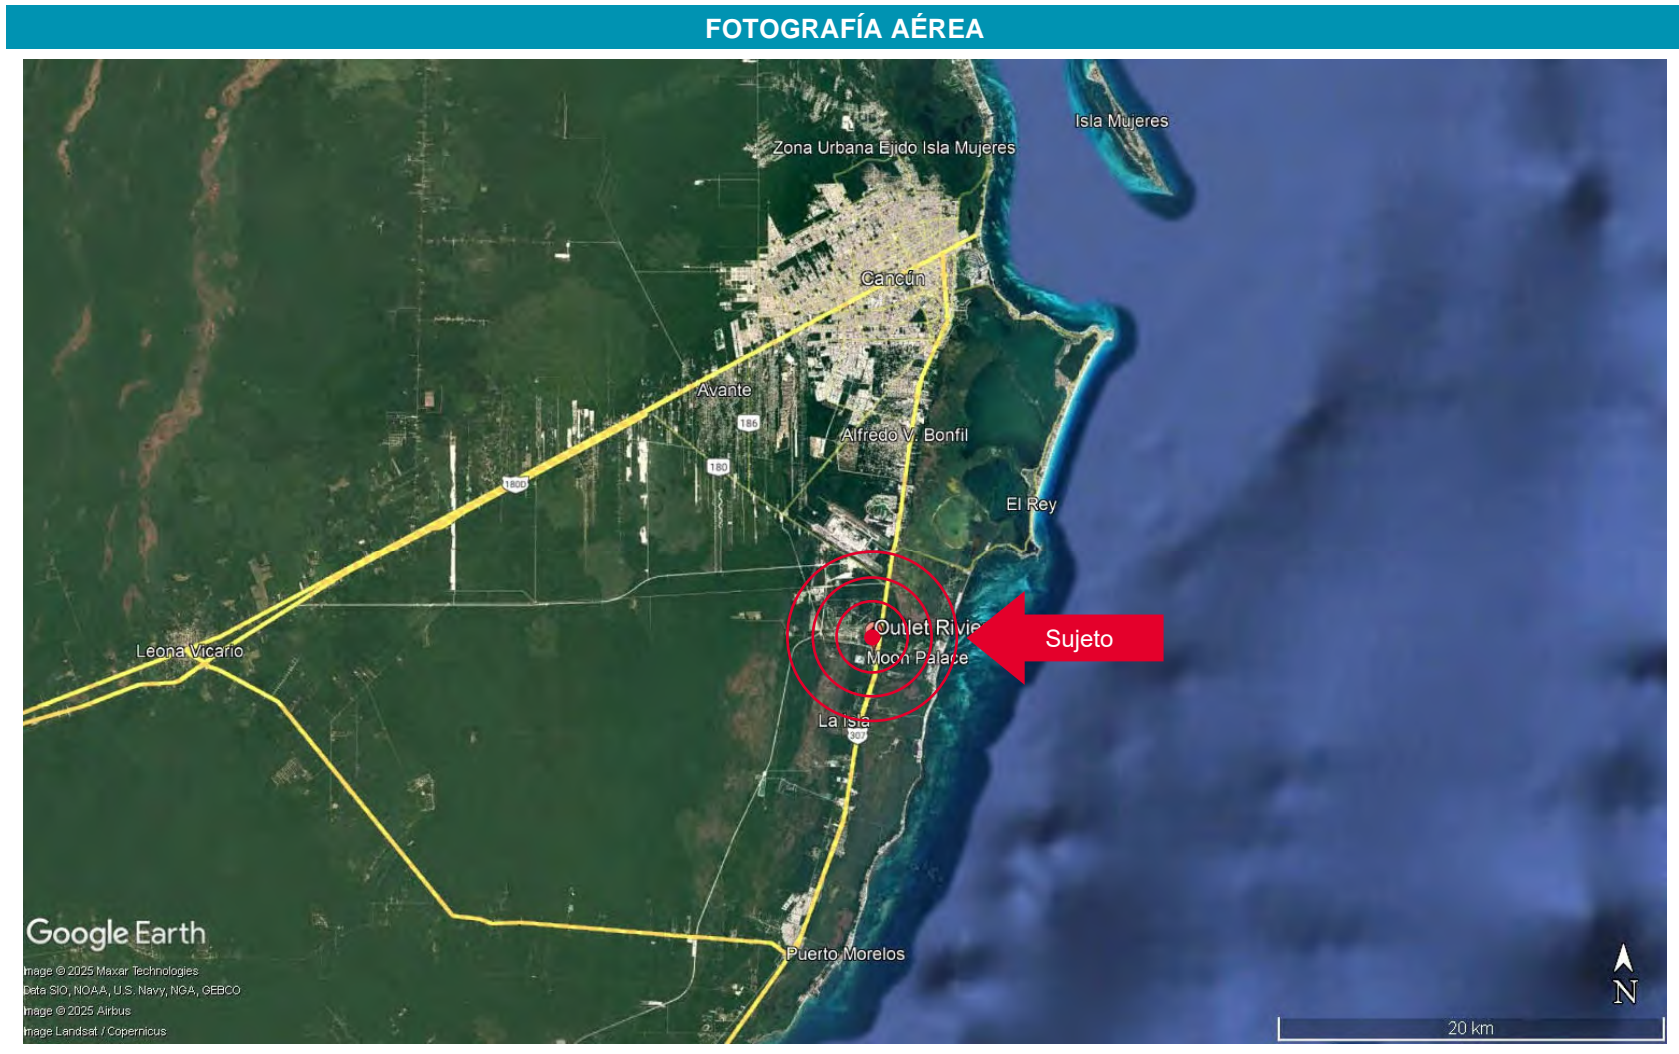 FOTOGRAFÍA AÉREA
Isla Mujeres
Zona Urbana Ejido Isla Mujeres
Cancún
Avante
186
Alfredo V. Bonfil
180
180D
El Rey
Outlet Rivie
Sujeto
Leona Vicario
Moon Palace
La Isla
307
Google Earth
Puerto Morelos
Image © 2025 Maxar Technologies
Data SIO, NOAA, U.S. Navy, NGA, GEBCO
Image © 2025 Airbus
Image Landsat / Copernicus
N
20 km